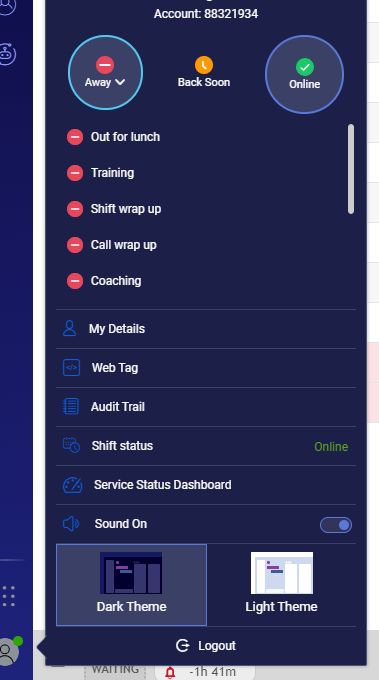 Account: 88321934
Away
Back Soon
Online
Out for lunch
Training
Shift wrap up
Call wrap up
Coaching
My Details
Web Tag
Audit Trail
Shift status
Online
Service Status Dashboard
Sound On
Dark Theme
Light Theme
Logout
WAITING
-1h 41m